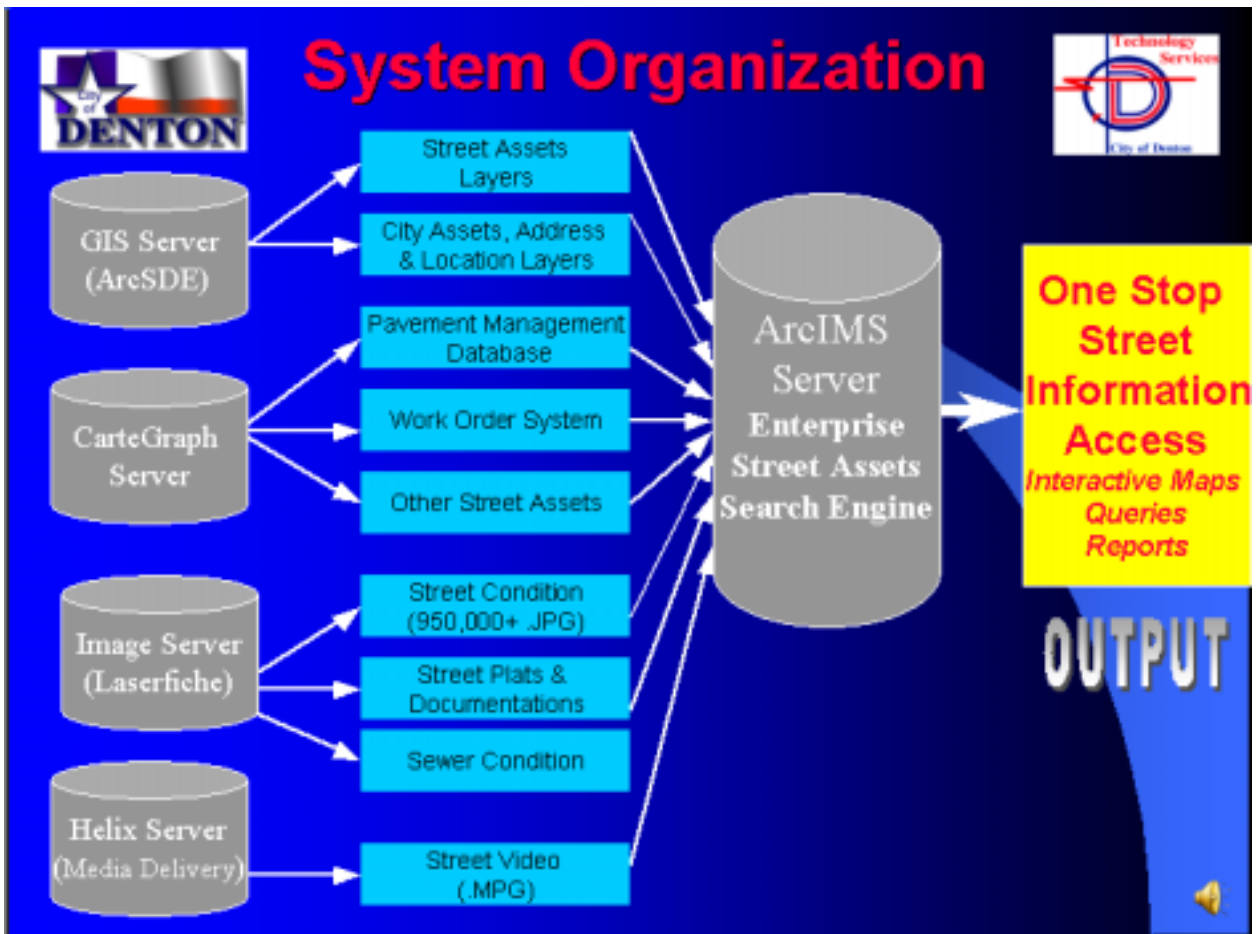 System Organization
City
of
DENTON
Technology
Services
City of Denton
GIS Server
(ArcSDE)
CarteGraph
Server
Image Server
(Laserfiche)
Helix Server
(Media Delivery)
Street Assets
Layers
City Assets, Address
& Location Layers
Pavement Management
Database
Work Order System
Other Street Assets
Street Condition
(950,000+ .JPG)
Street Plats &
Documentations
Sewer Condition
Street Video
(.MPG)
ArcIMS
Server
Enterprise
Street Assets
Search Engine
One Stop
Street
Information
Access
Interactive Maps
Queries
Reports
OUTPUT